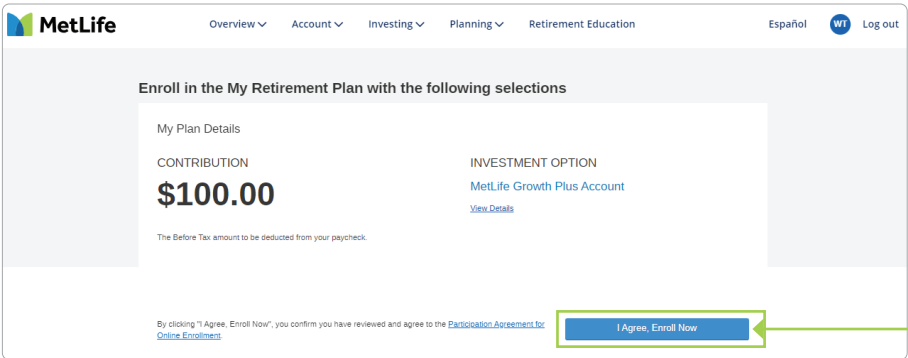 MetLife
Overview Account Investing Planning Retirement Education Español WT Log out
Enroll in the My Retirement Plan with the following selections
My Plan Details
CONTRIBUTION
$100.00
The Before Tax amount to be deducted from your paycheck.
INVESTMENT OPTION
MetLife Growth Plus Account
View Details
By clicking "I Agree, Enroll Now", you confirm you have reviewed and agree to the Participation Agreement for
Online Enrollment.
I Agree, Enroll Now